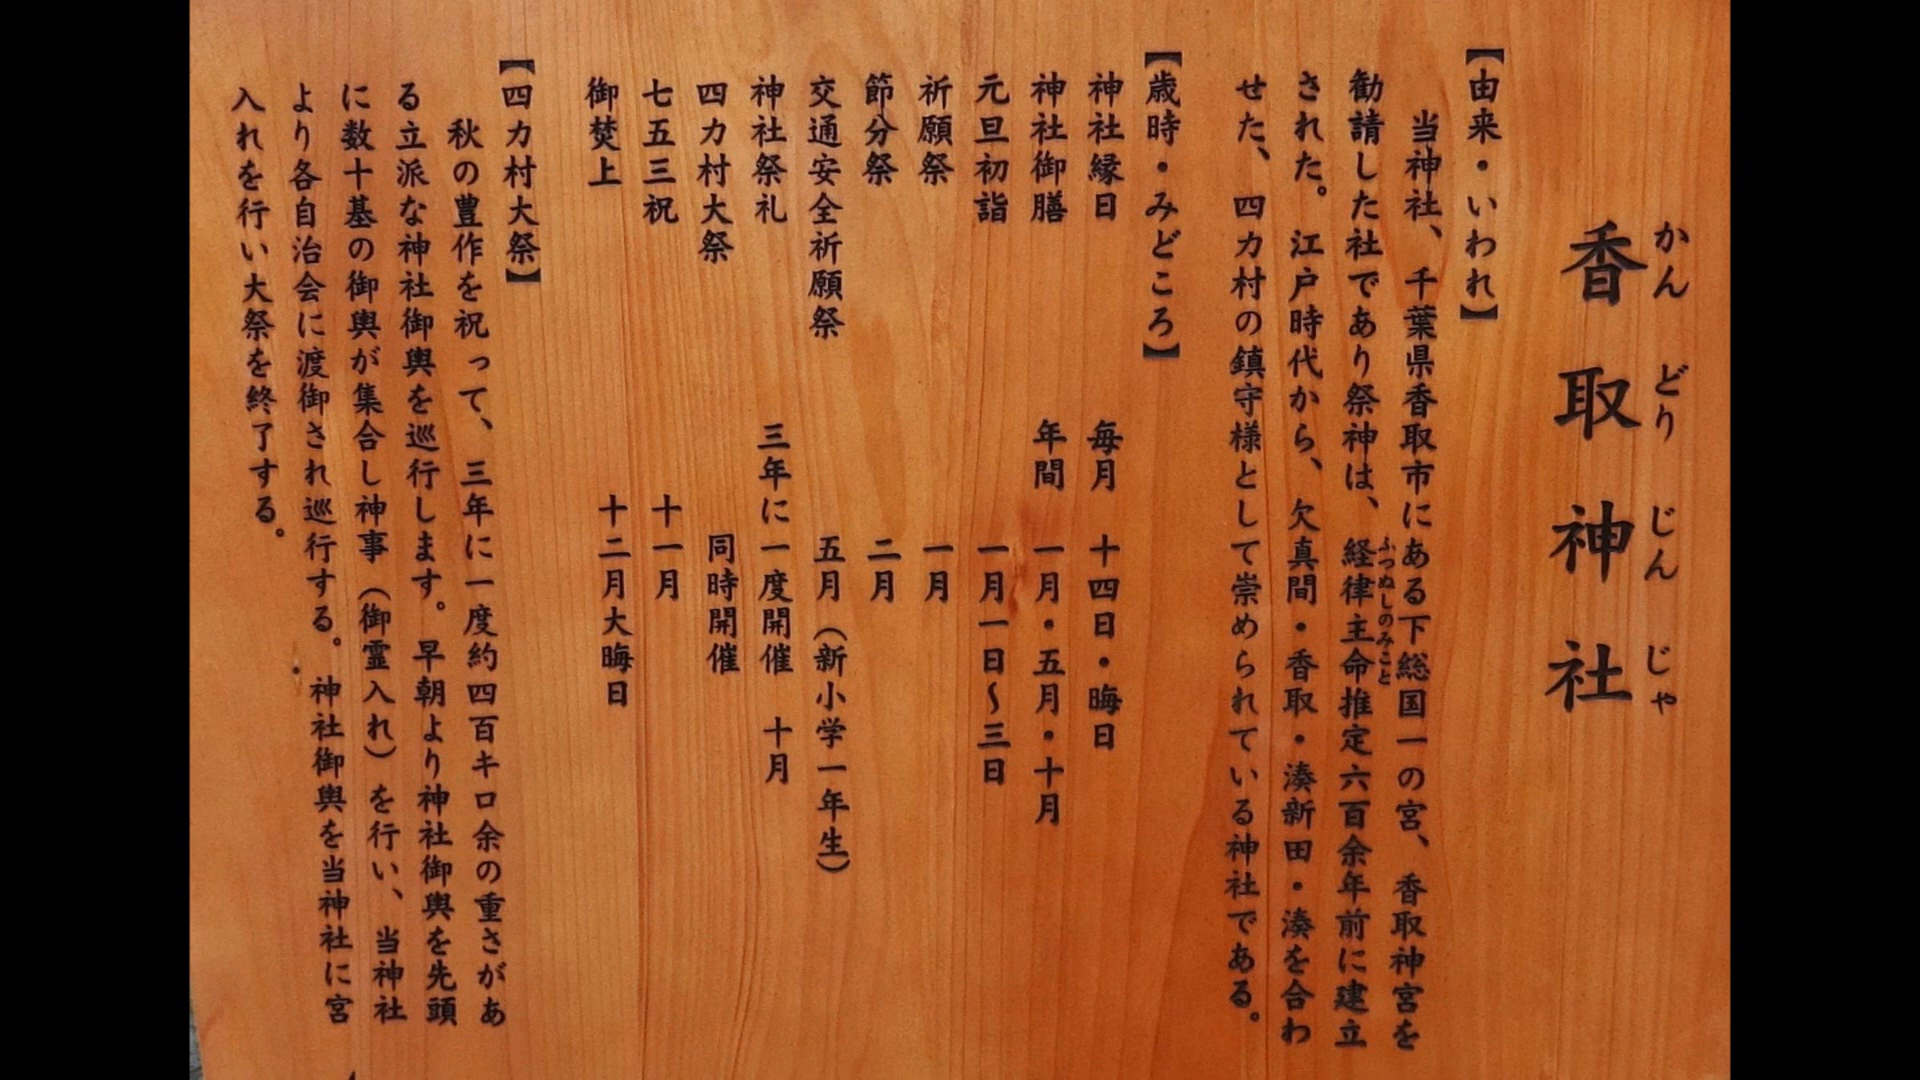 香取神社
かんどりじんじゃ
【由来・いわれ】
当神社、千葉県香取市にある下総国一の宮、香取神宮を
勧請した社であり祭神は、経律主命推定六百余年前に建立
ふつぬしのみこと
された。江戸時代から、欠真間・香取・湊新田・湊を合わ
せた、四カ村の鎮守様として崇められている神社である。
【歳時・みどころ】
神社縁日 毎月 十四日・晦日
神社御膳 年間 一月・五月・十月
元旦初詣 一月一日〜三日
祈願祭 一月
節分祭 二月
交通安全祈願祭 五月（新小学一年生）
神社祭礼 三年に一度開催 十月
四カ村大祭 同時開催
七五三祝 十一月
御焚上 十二月大晦日
【四カ村大祭】
秋の豊作を祝って、三年に一度約四百キロ余の重さがあ
る立派な神社御輿を巡行します。早朝より神社御輿を先頭
に数十基の御輿が集合し神事（御霊入れ）を行い、当神社
より各自治会に渡御され巡行する。神社御輿を当神社に宮
入れを行い大祭を終了する。